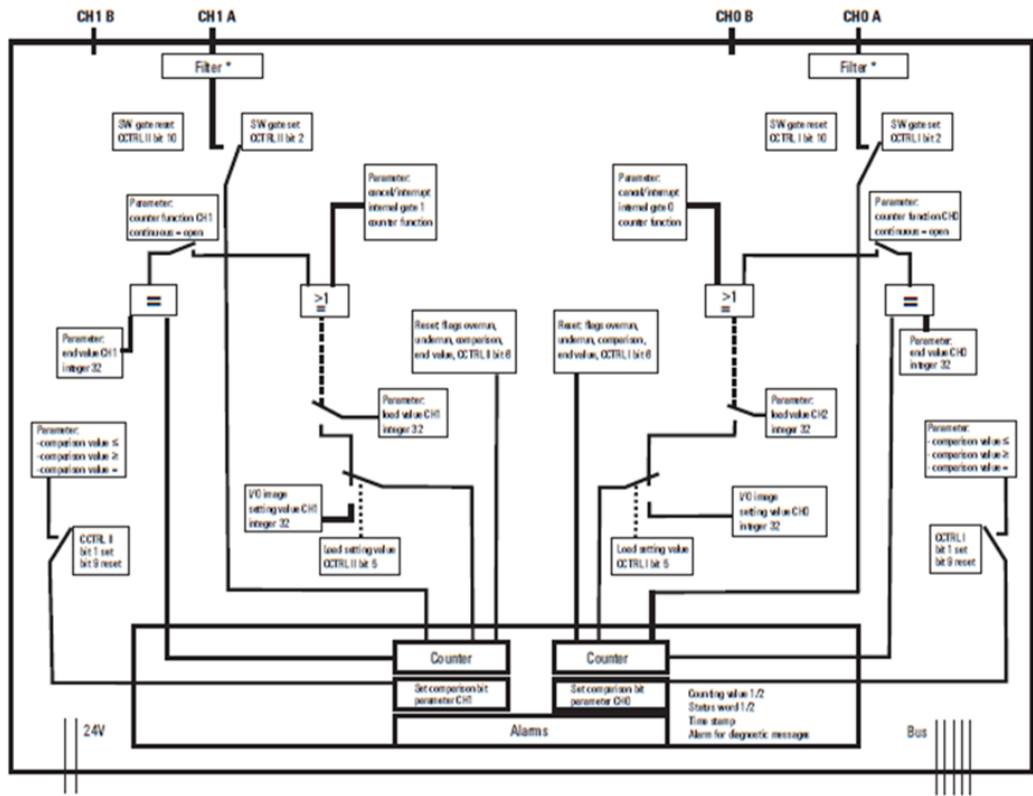 CH1 B
CH1 A
CH0 B
CH0 A
Filter *
Filter *
SW gate reset
CCTRL II bit 10
SW gate set
CCTRL II bit 2
SW gate reset
CCTRL I bit 10
SW gate set
CCTRL I bit 2
Parameter:
cancel/interrupt
internal gate 1
counter function
Parameter:
cancel/interrupt
internal gate 0
counter function
Parameter:
counter function CH1
continuous = open
Parameter:
counter function CH0
continuous = open
=
>1
=
>1
=
=
Parameter:
end value CH1
integer 32
Reset: flags overrun,
underrun, comparison,
end value, CCTRL II bit 6
Reset: flags overrun,
underrun, comparison,
end value, CCTRL I bit 6
Parameter:
end value CH0
integer 32
Parameter:
load value CH1
integer 32
Parameter:
load value CH2
integer 32
Parameter:
-comparison value ≤
-comparison value ≥
-comparison value =
Parameter:
- comparison value ≤
- comparison value ≥
- comparison value =
I/O image
setting value CH1
integer 32
I/O image
setting value CH0
integer 32
CCTRL II
bit 1 set
bit 9 reset
Load setting value
CCTRL II bit 5
Load setting value
CCTRL I bit 5
CCTRL I
bit 1 set
bit 9 reset
Counter
Counter
Set comparison bit
parameter CH1
Set comparison bit
parameter CH0
Counting value 1/2
Status word 1/2
Time stamp
Alarm for diagnostic messages
Alarms
24V
Bus